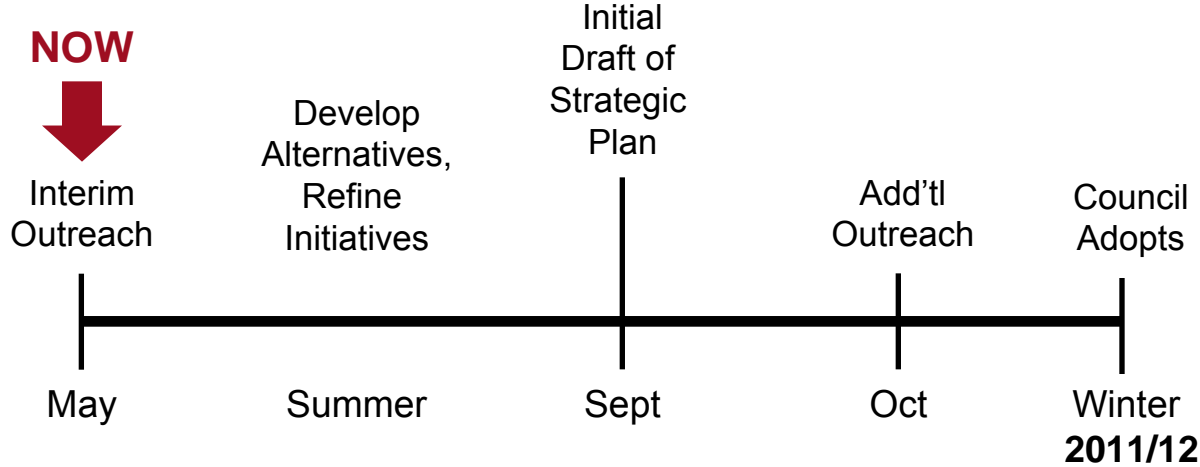 NOW
Interim
Outreach
Develop
Alternatives,
Refine
Initiatives
Initial
Draft of
Strategic
Plan
Add'tl
Outreach
Council
Adopts
May
Summer
Sept
Oct
Winter
2011/12